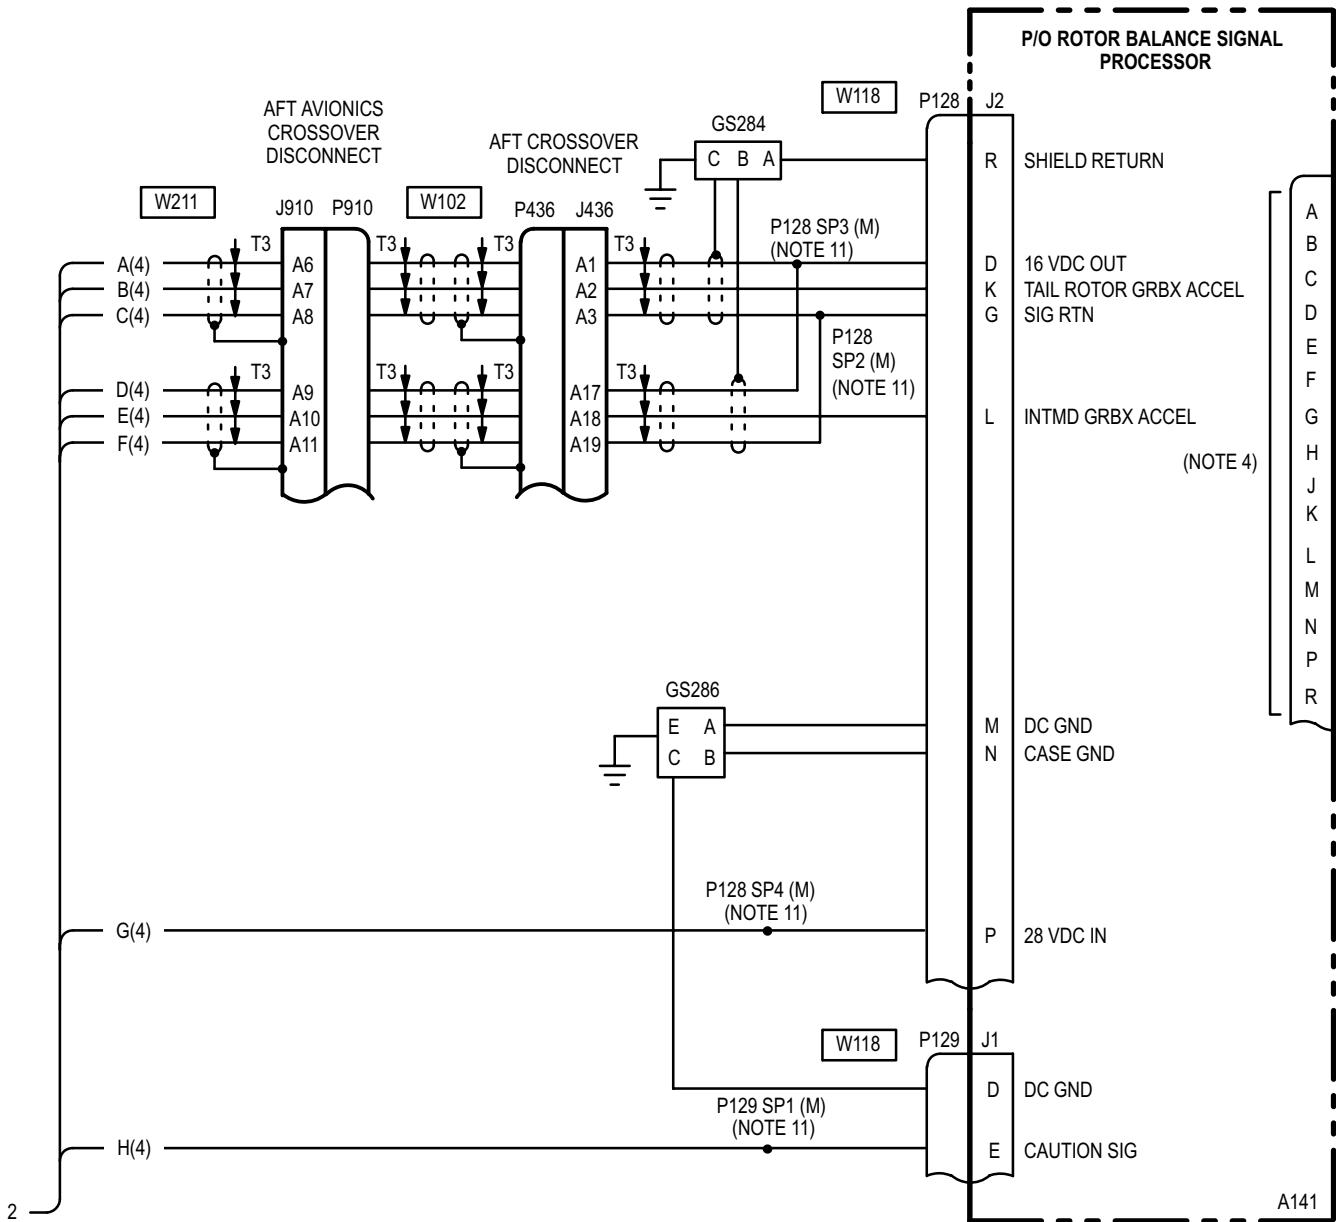 P/O ROTOR BALANCE SIGNAL
PROCESSOR
W118
P128
J2
AFT AVIONICS
CROSSOVER
DISCONNECT
AFT CROSSOVER
DISCONNECT
GS284
C B A
R SHIELD RETURN
W211
J910 P910
W102
P436 J436
P128 SP3 (M)
(NOTE 11)
T3
T3
T3
T3
A(4)
A6
A1
D 16 VDC OUT
B(4)
A7
A2
K TAIL ROTOR GRBX ACCEL
C(4)
A8
A3
G SIG RTN
P128
SP2 (M)
(NOTE 11)
T3
T3
T3
T3
D(4)
A9
A17
E(4)
A10
A18
L INTMD GRBX ACCEL
F(4)
A11
A19
(NOTE 4)
A
B
C
D
E
F
G
H
J
K
L
M
N
P
R
GS286
E A
C B
M DC GND
N CASE GND
P128 SP4 (M)
(NOTE 11)
G(4)
P 28 VDC IN
W118
P129
J1
D DC GND
P129 SP1 (M)
(NOTE 11)
H(4)
E CAUTION SIG
2
A141